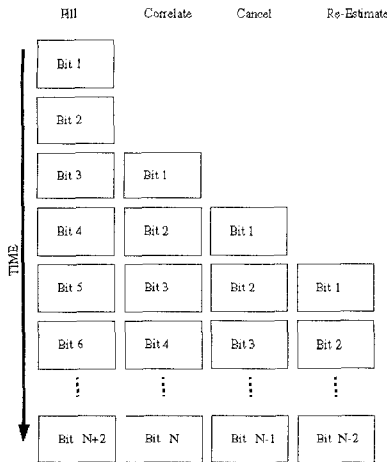 Fill Correlate Cancel Re-Estimate
Bit 1
Bit 2
Bit 3 Bit 1
Bit 4 Bit 2 Bit 1
Bit 5 Bit 3 Bit 2 Bit 1
Bit 6 Bit 4 Bit 3 Bit 2
Bit N+2 Bit N Bit N-1 Bit N-2
TIME